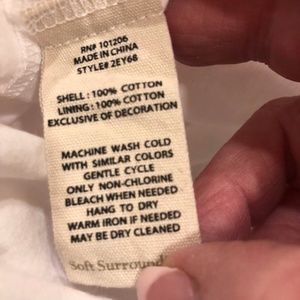 RN# 101206
MADE IN CHINA
STYLE# 2EY68
SHELL : 100% COTTON
LINING : 100% COTTON
EXCLUSIVE OF DECORATION
MACHINE WASH COLD
WITH SIMILAR COLORS
GENTLE CYCLE
ONLY NON-CHLORINE
BLEACH WHEN NEEDED
HANG TO DRY
WARM IRON IF NEEDED
MAY BE DRY CLEANED
Soft Surround